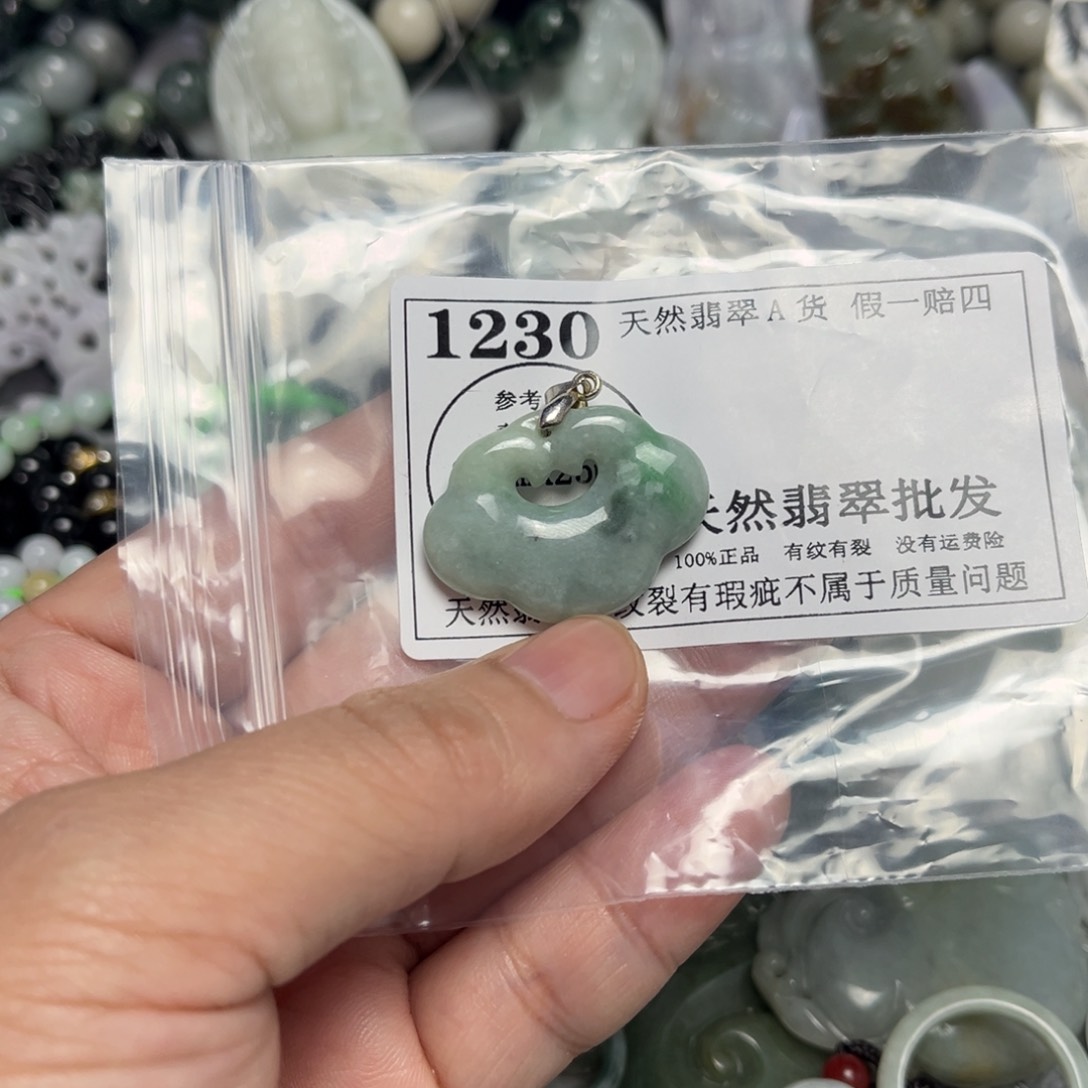 1230 天然翡翠A货 假一赔四
参考
天然翡翠批发
100%正品 有纹有裂 没有运费险
天然 纹裂有瑕疵不属于质量问题